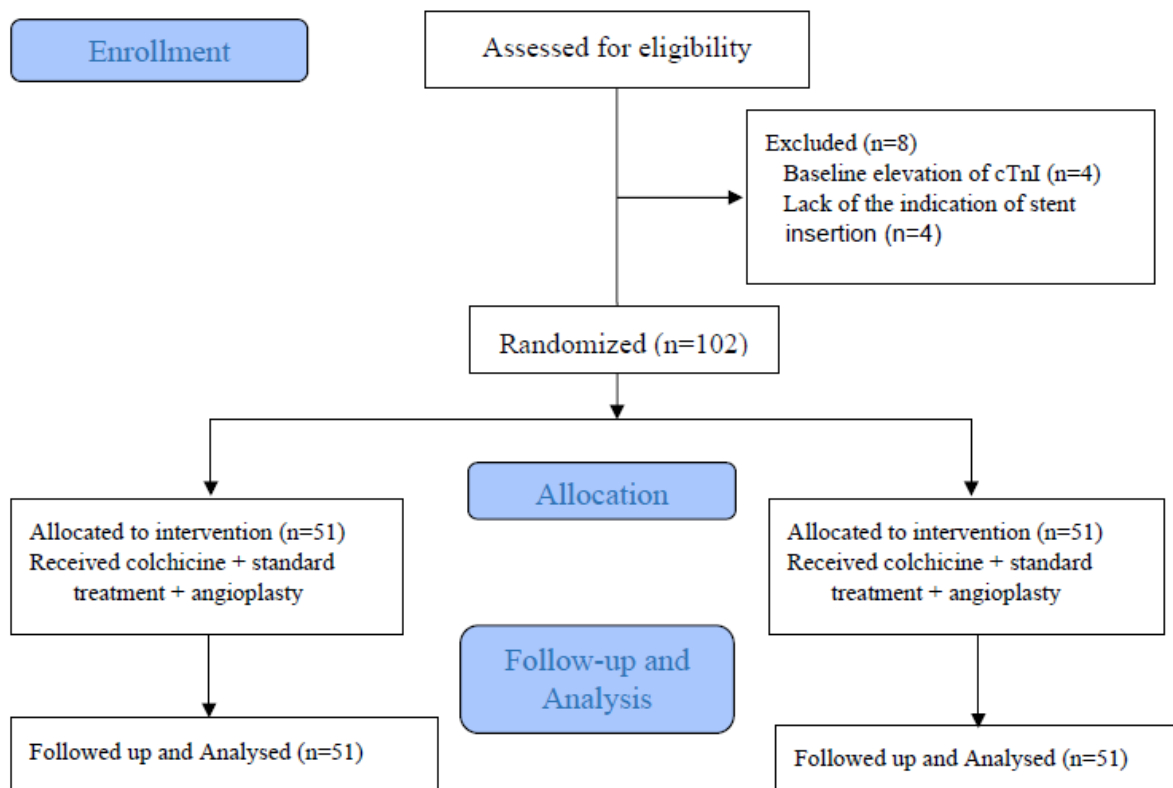 Enrollment
Assessed for eligibility
Excluded (n=8)
Baseline elevation of cTnI (n=4)
Lack of the indication of stent
insertion (n=4)
Randomized (n=102)
Allocation
Allocated to intervention (n=51)
Received colchicine + standard
treatment + angioplasty
Allocated to intervention (n=51)
Received colchicine + standard
treatment + angioplasty
Follow-up and
Analysis
Followed up and Analysed (n=51)
Followed up and Analysed (n=51)